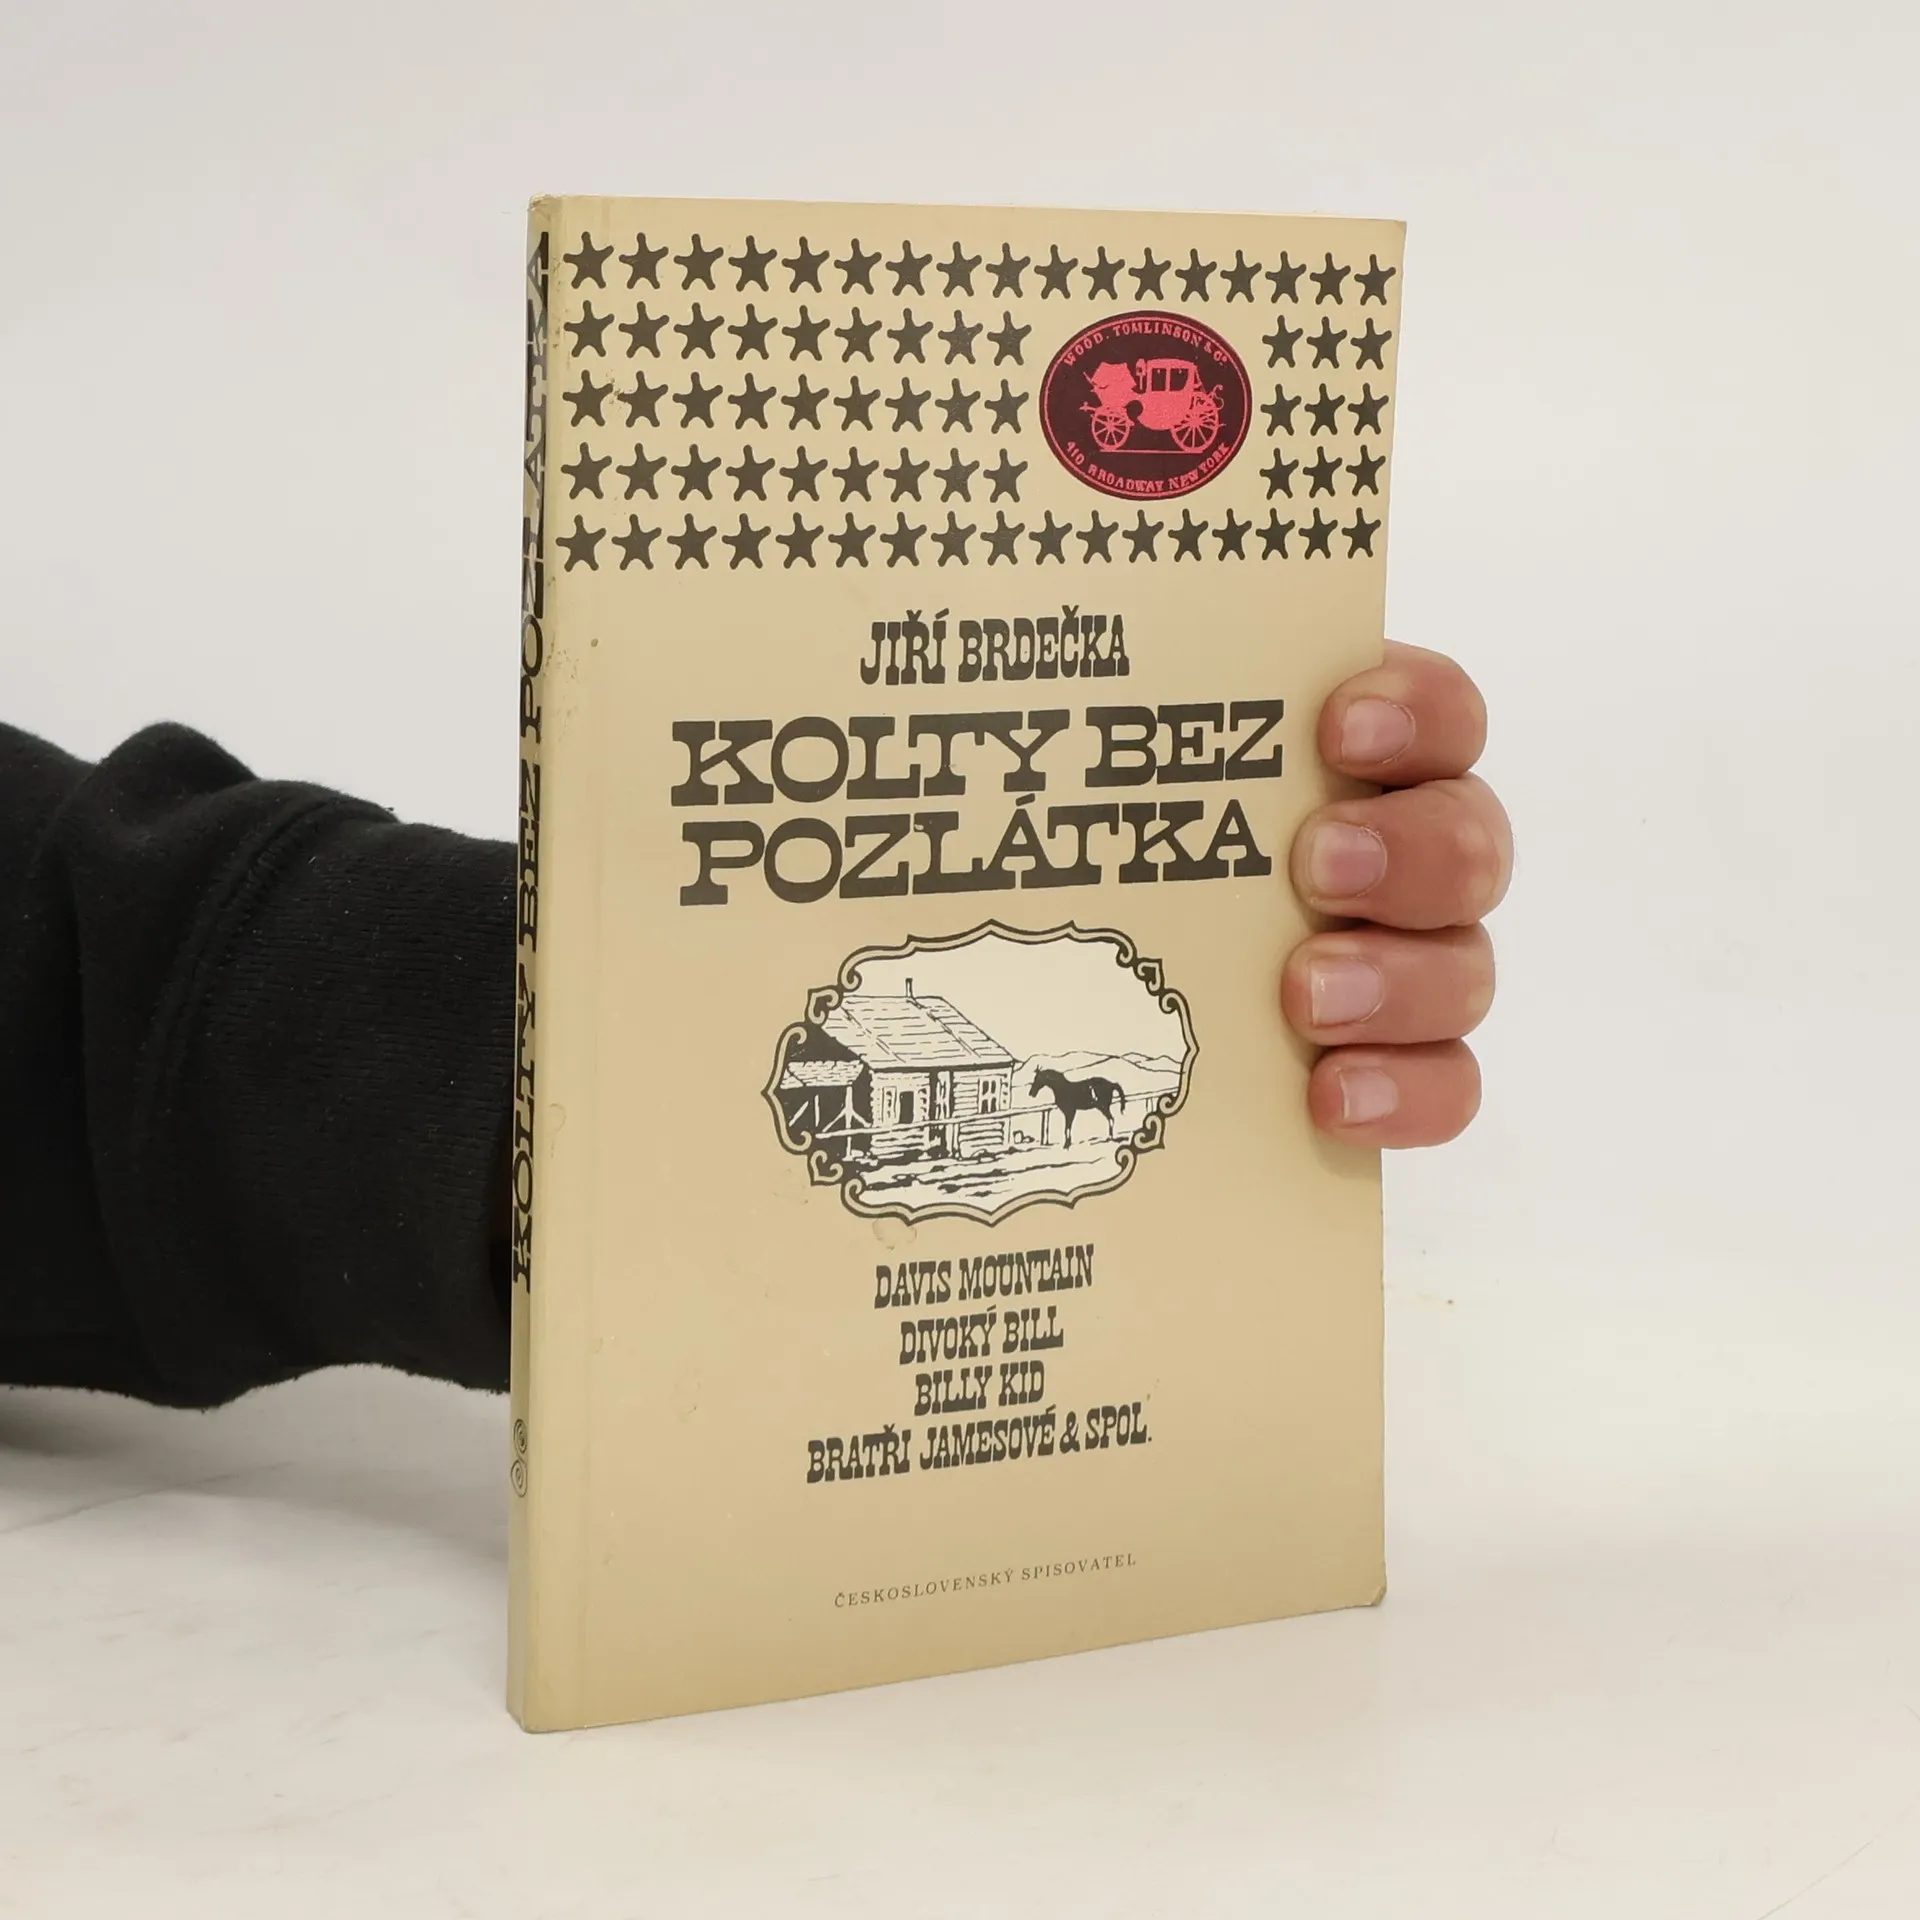 WOOD. TOMLINSON & Co
410 BROADWAY NEW YORK
JIŘÍ BRDEČKA
KOLTY BEZ
POZLÁTKA
DAVIS MOUNTAIN
DIVOKÝ BILL
BILLY KID
BRATŘI JAMESOVÉ & SPOL.
ČESKOSLOVENSKÝ SPISOVATEL
KOLTY BEZ POZLÁTKA